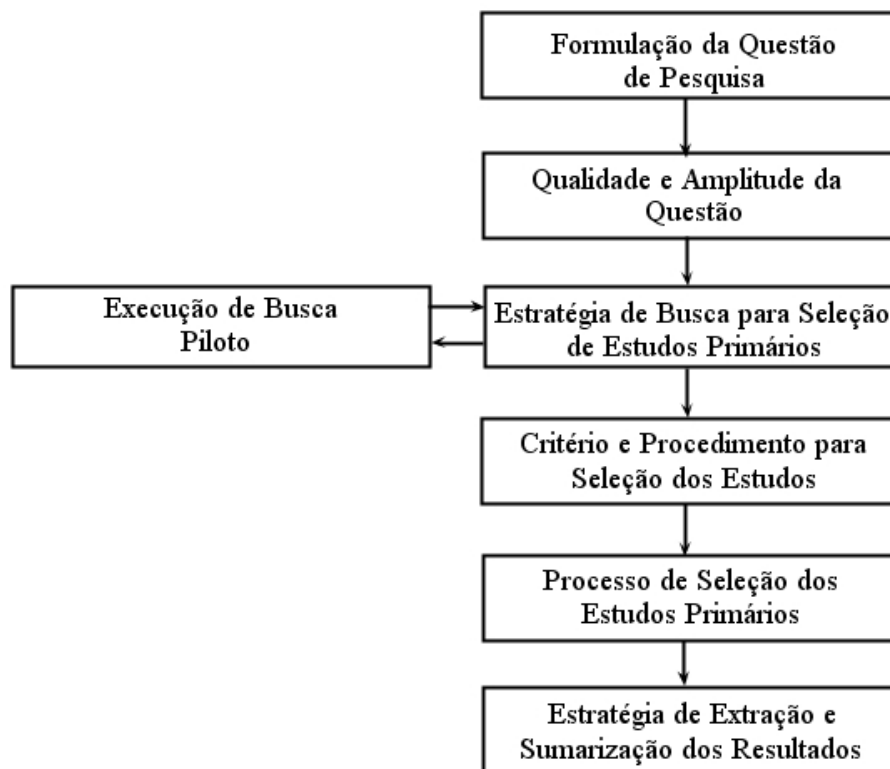 Formulação da Questão
de Pesquisa
Qualidade e Amplitude da
Questão
Execução de Busca
Piloto
Estratégia de Busca para Seleção
de Estudos Primários
Critério e Procedimento para
Seleção dos Estudos
Processo de Seleção dos
Estudos Primários
Estratégia de Extração e
Sumarização dos Resultados